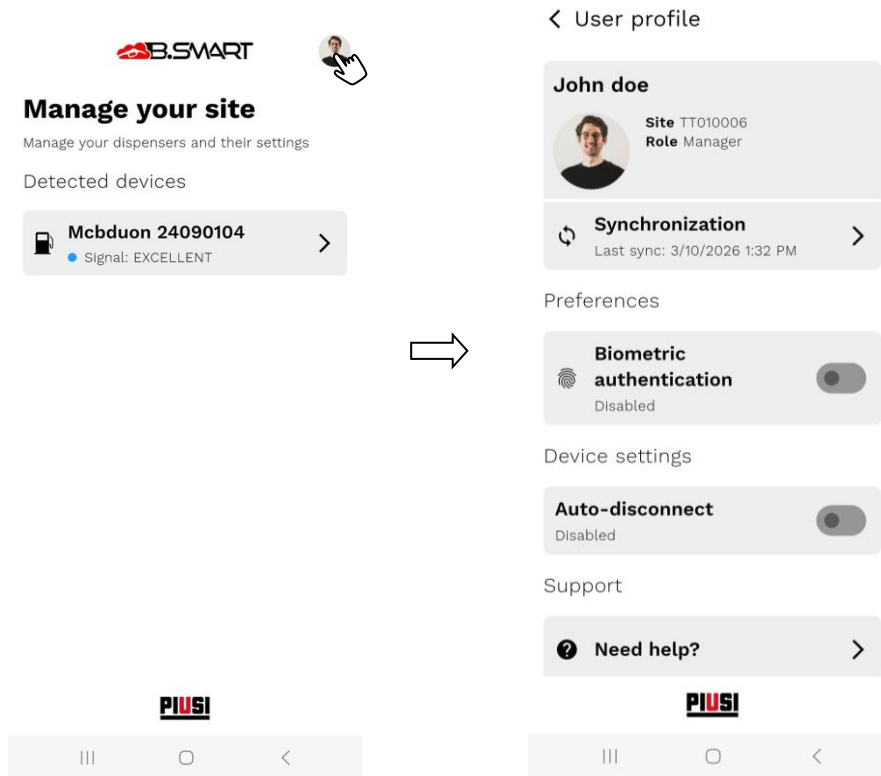 B.SMART
Manage your site
Manage your dispensers and their settings
Detected devices
Mcbduon 24090104
Signal: EXCELLENT
PIUSI
User profile
John doe
Site TT010006
Role Manager
Synchronization
Last sync: 3/10/2026 1:32 PM
Preferences
Biometric
authentication
Disabled
Device settings
Auto-disconnect
Disabled
Support
Need help?
PIUSI